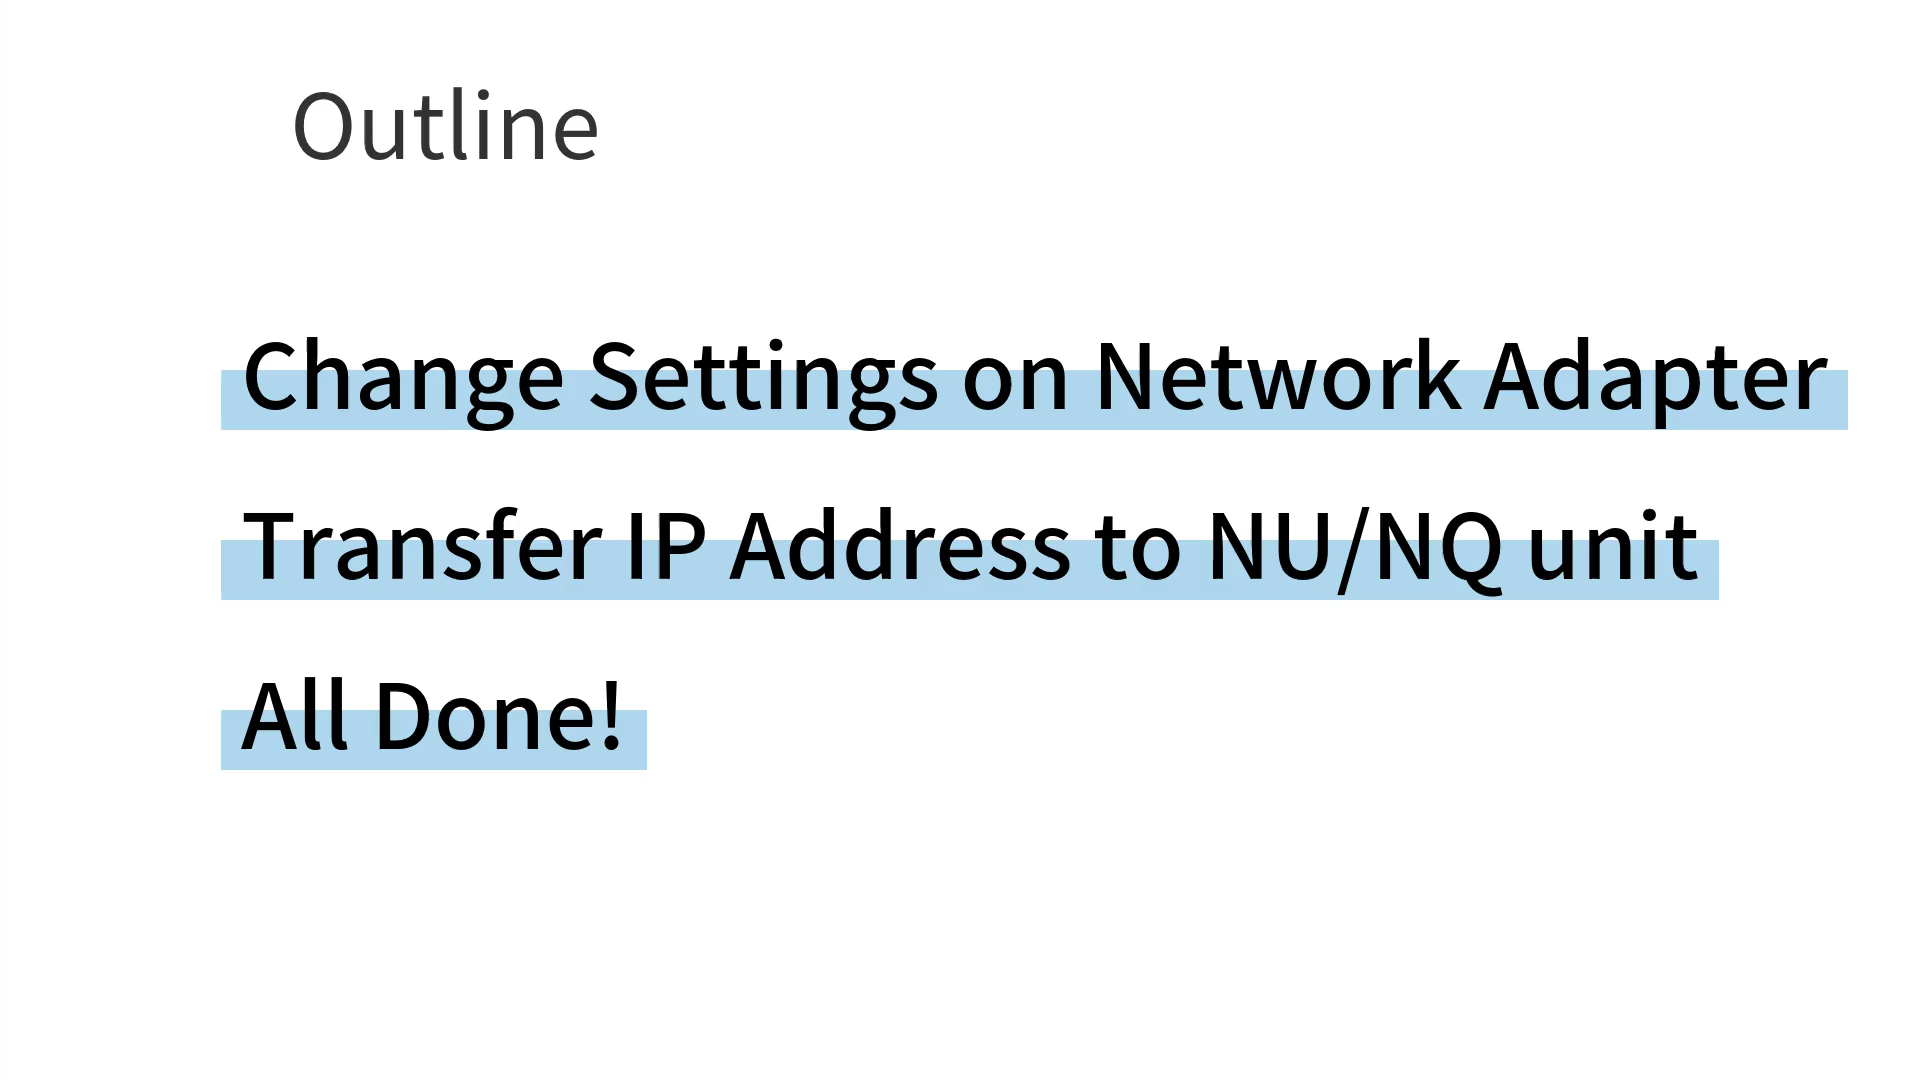 Outline
Change Settings on Network Adapter
Transfer IP Address to NU/NQ unit
All Done!